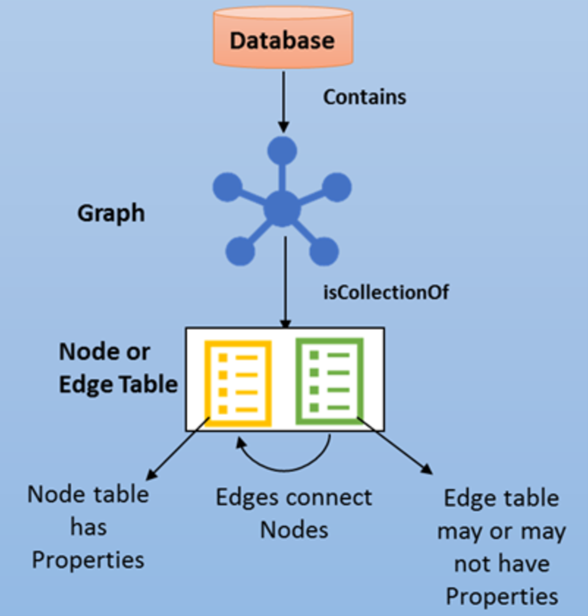 Database
Contains
Graph
isCollectionOf
Node or
Edge Table
Node table
has
Properties
Edges connect
Nodes
Edge table
may or may
not have
Properties